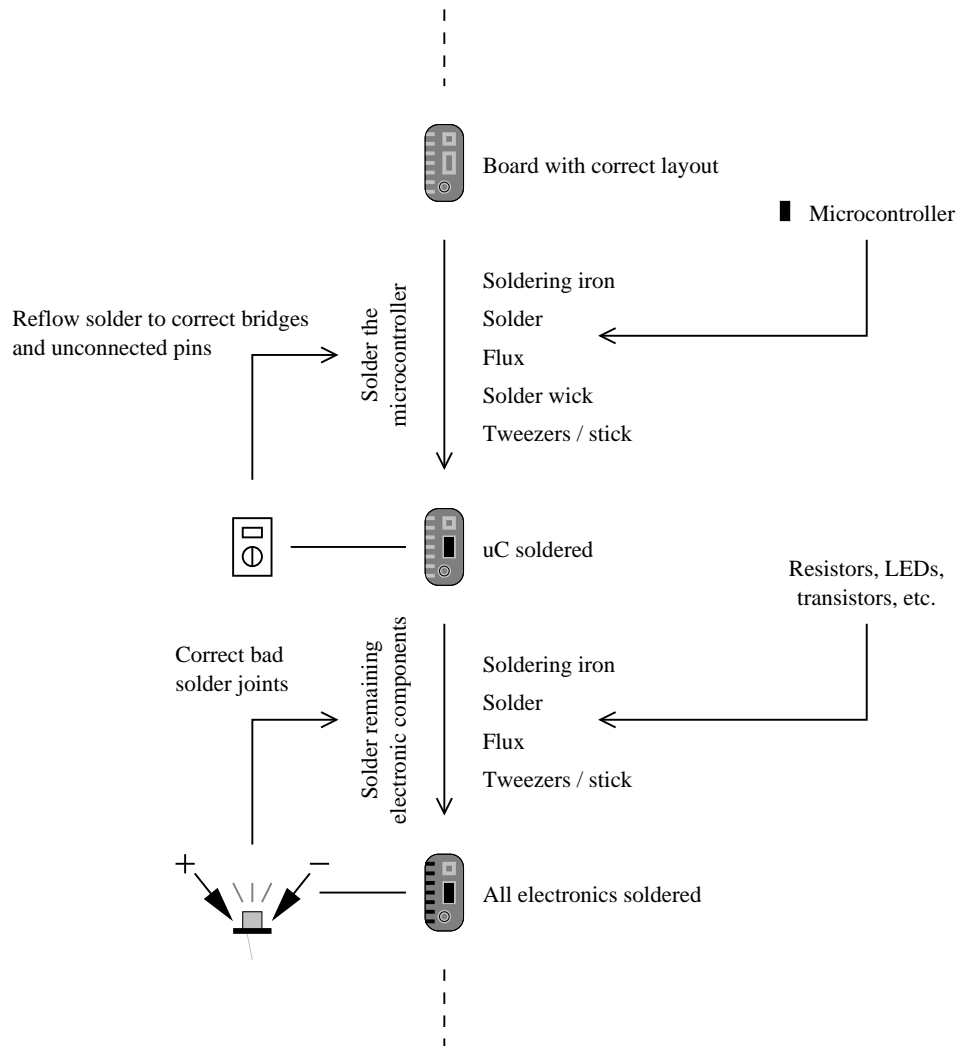 Board with correct layout
Microcontroller
Soldering iron
Solder
Flux
Solder wick
Tweezers / stick
Solder the
microcontroller
Reflow solder to correct bridges
and unconnected pins
uC soldered
Resistors, LEDs,
transistors, etc.
Soldering iron
Solder
Flux
Tweezers / stick
Solder remaining
electronic components
Correct bad
solder joints
+
−
All electronics soldered